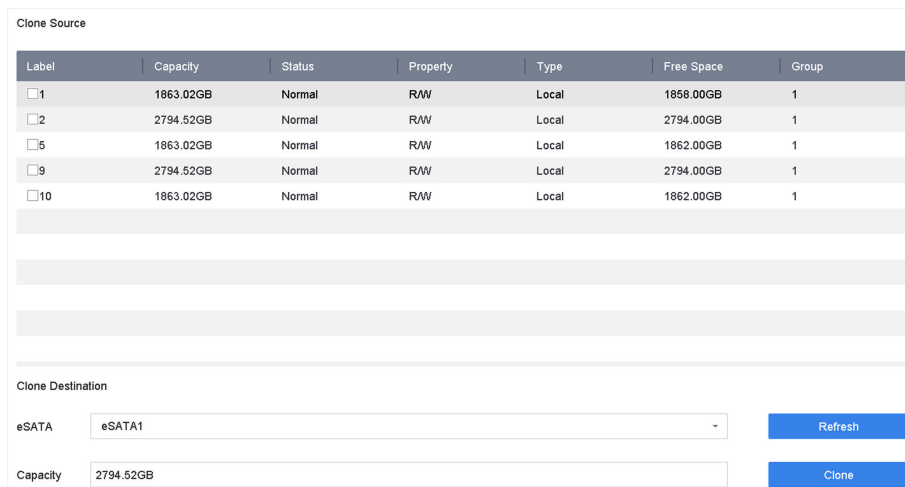 Clone Source
Label Capacity Status Property Type Free Space Group
1 1863.02GB Normal R/W Local 1858.00GB 1
2 2794.52GB Normal R/W Local 2794.00GB 1
5 1863.02GB Normal R/W Local 1862.00GB 1
9 2794.52GB Normal R/W Local 2794.00GB 1
10 1863.02GB Normal R/W Local 1862.00GB 1
Clone Destination
eSATA eSATA1 Refresh
Capacity 2794.52GB Clone